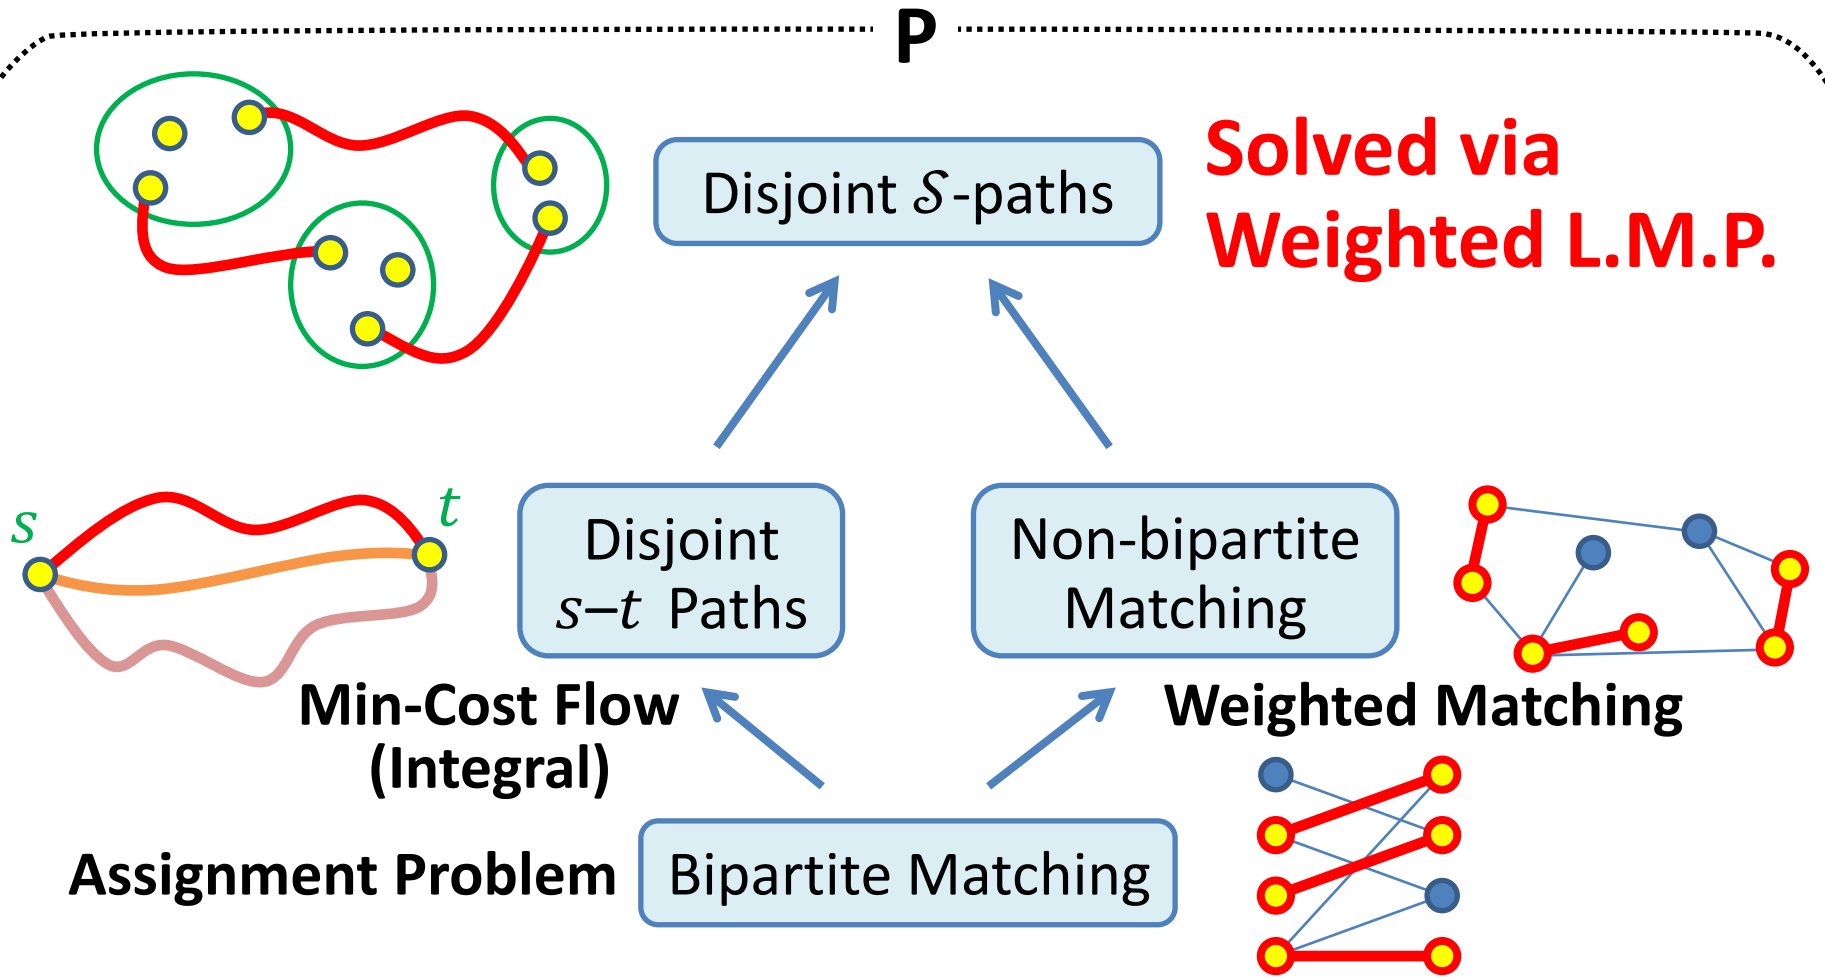 P
Disjoint 𝒮-paths
Solved via
Weighted L.M.P.
s
t
Disjoint
s–t Paths
Non-bipartite
Matching
Min-Cost Flow
(Integral)
Weighted Matching
Assignment Problem
Bipartite Matching